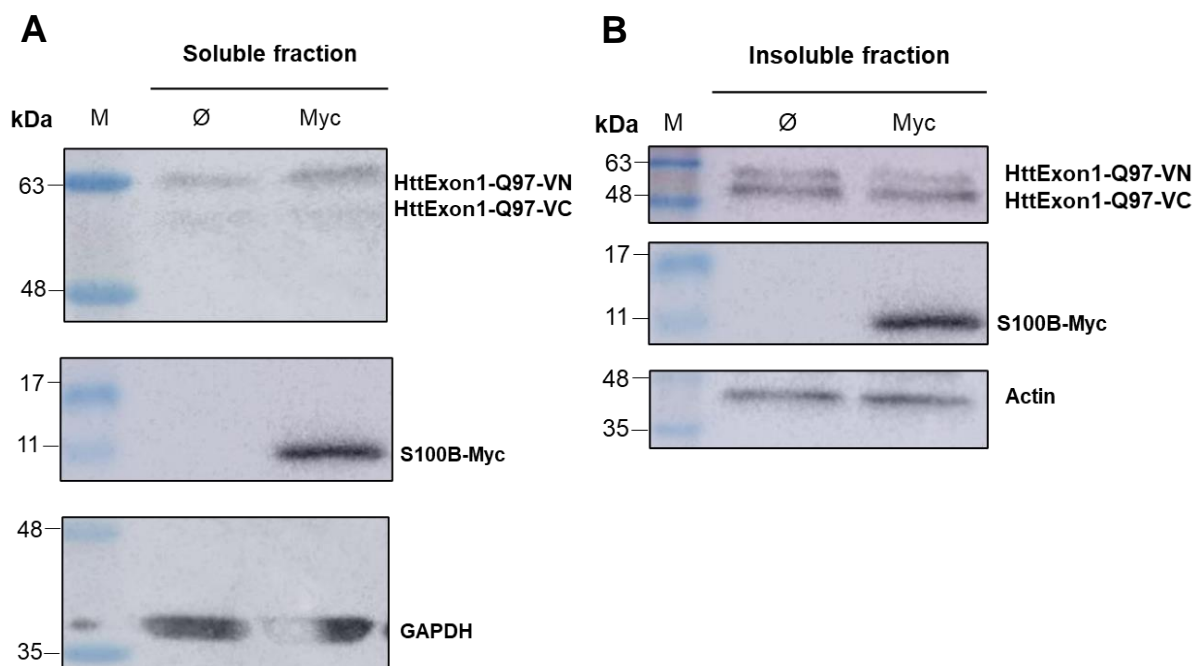 A
Soluble fraction
kDa M Ø Myc
63
HttExon1-Q97-VN
HttExon1-Q97-VC
48
17
11
S100B-Myc
48
GAPDH
35
B
Insoluble fraction
kDa M Ø Myc
63
HttExon1-Q97-VN
48
HttExon1-Q97-VC
17
11
S100B-Myc
48
Actin
35